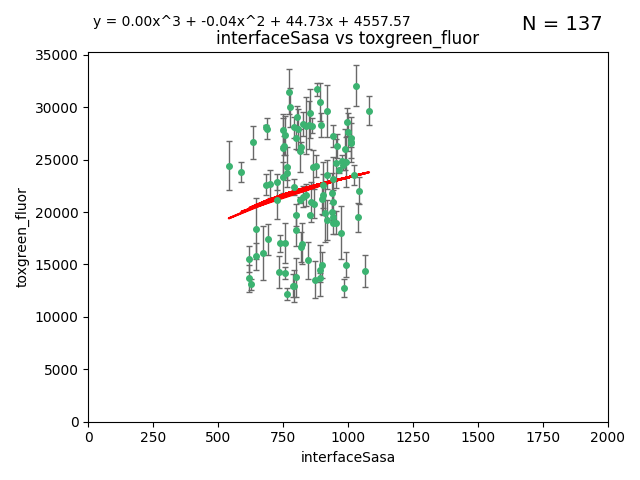 y = 0.00x^3 + -0.04x^2 + 44.73x + 4557.57
N = 137
interfaceSasa vs toxgreen_fluor
35000
30000
25000
20000
15000
10000
5000
0
toxgreen_fluor
0 250 500 750 1000 1250 1500 1750 2000
interfaceSasa